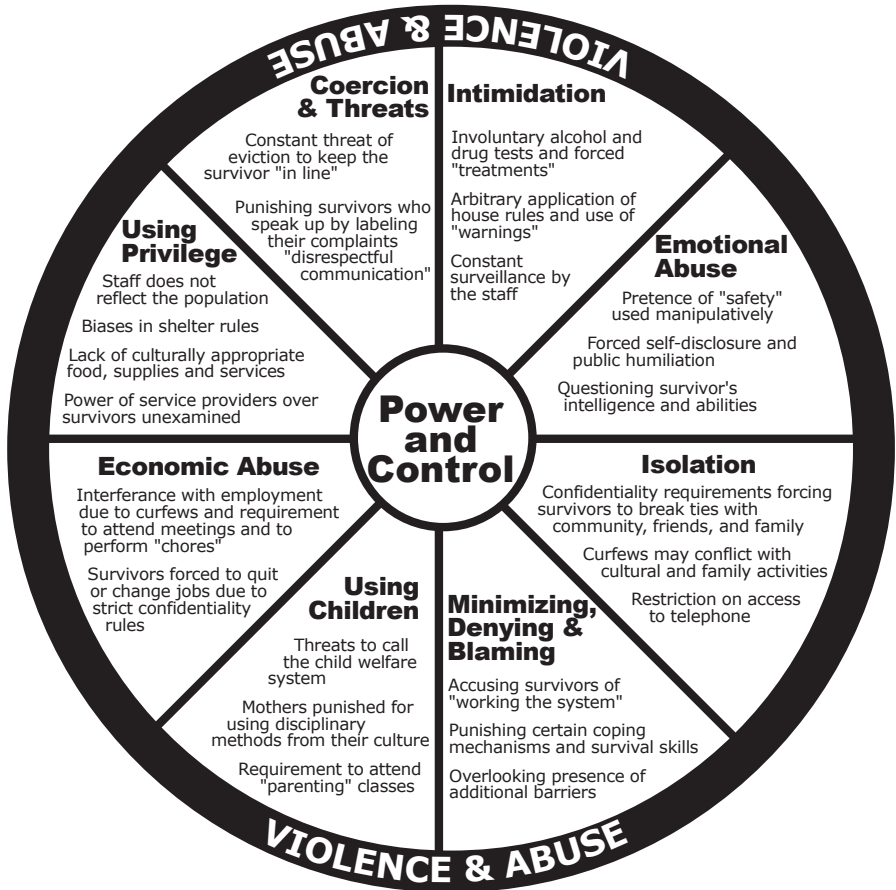 VIOLENCE & ABUSE
Coercion
& Threats
Constant threat of
eviction to keep the
survivor "in line"
Punishing survivors who
speak up by labeling
their complaints
"disrespectful
communication"
Intimidation
Involuntary alcohol and
drug tests and forced
"treatments"
Arbitrary application of
house rules and use of
"warnings"
Constant
surveillance by
the staff
Emotional
Abuse
Pretence of "safety"
used manipulatively
Forced self-disclosure and
public humiliation
Questioning survivor's
intelligence and abilities
Isolation
Confidentiality requirements forcing
survivors to break ties with
community, friends, and family
Curfews may conflict with
cultural and family activities
Restriction on access
to telephone
Minimizing,
Denying &
Blaming
Accusing survivors of
"working the system"
Punishing certain coping
mechanisms and survival skills
Overlooking presence of
additional barriers
Using
Children
Threats to call
the child welfare
system
Mothers punished for
using disciplinary
methods from their culture
Requirement to attend
"parenting" classes
Economic Abuse
Interferance with employment
due to curfews and requirement
to attend meetings and to
perform "chores"
Survivors forced to quit
or change jobs due to
strict confidentiality
rules
Using
Privilege
Staff does not
reflect the population
Biases in shelter rules
Lack of culturally appropriate
food, supplies and services
Power of service providers over
survivors unexamined
Power
and
Control
VIOLENCE & ABUSE